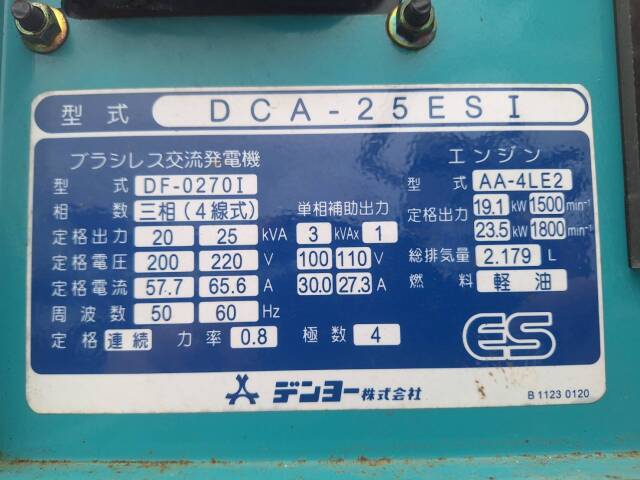 型式 DCA-25ESI
ブラシレス交流発電機
型式 DF-0270I
相数 三相(4線式)
定格出力 20 25 kVA
定格電圧 200 220 V
定格電流 57.7 65.6 A
周波数 50 60 Hz
定格 連続 力率 0.8 極数 4
単相補助出力
3 kVAx 1
100 110 V
30.0 27.3 A
エンジン
型式 AA-4LE2
定格出力 19.1 kW 1500 min⁻¹
23.5 kW 1800 min⁻¹
総排気量 2.179 L
燃料 軽油
ES
デンヨー株式会社
B 1123 0120